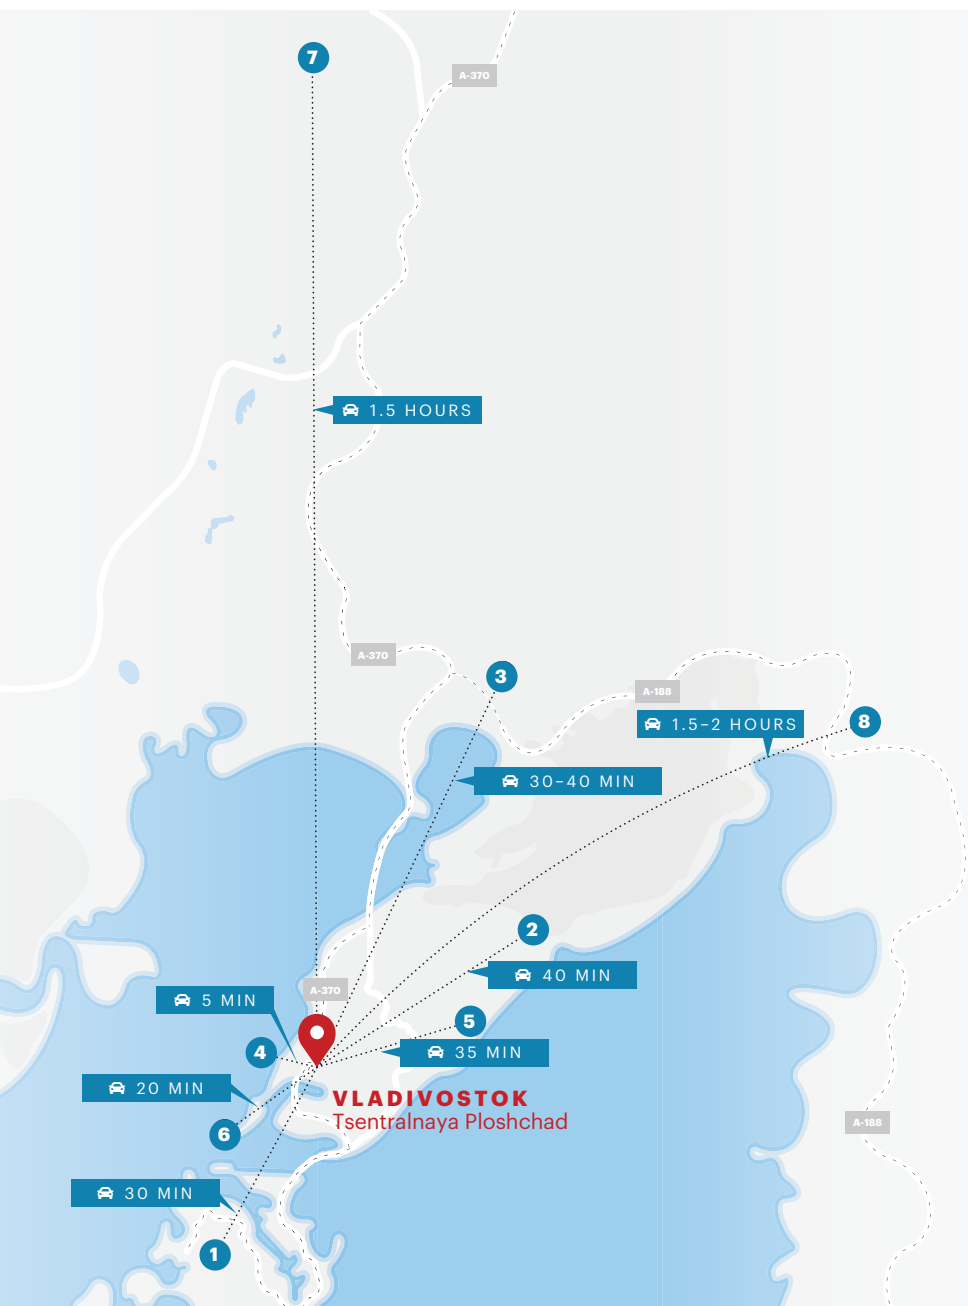 7
A-370
1.5 HOURS
A-370
3
A-188
1.5–2 HOURS
8
30–40 MIN
2
40 MIN
A-370
5 MIN
5
4
35 MIN
20 MIN
VLADIVOSTOK
Tsentralnaya Ploshchad
A-188
6
30 MIN
1